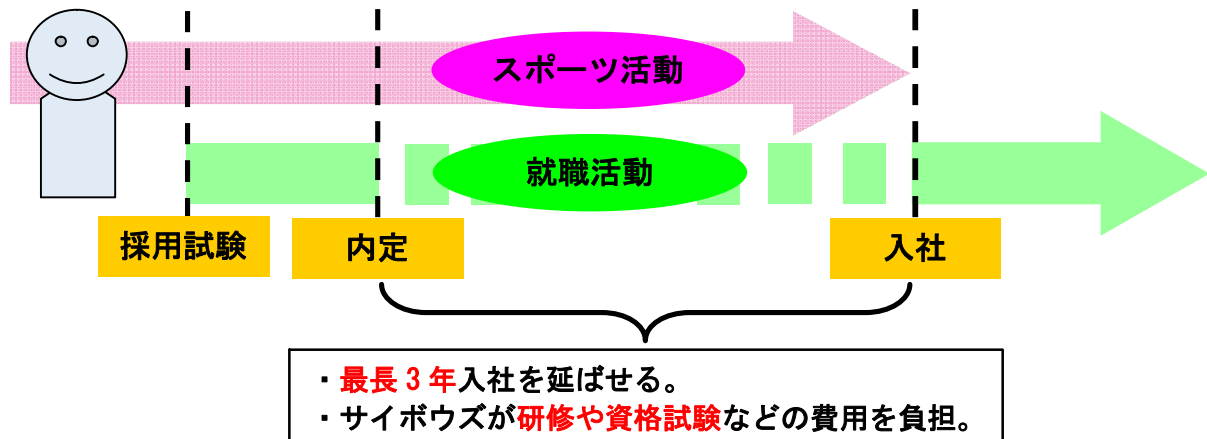 スポーツ活動
就職活動
採用試験
内定
入社
・最長3年入社を延ばせる。
・サイボウズが研修や資格試験などの費用を負担。